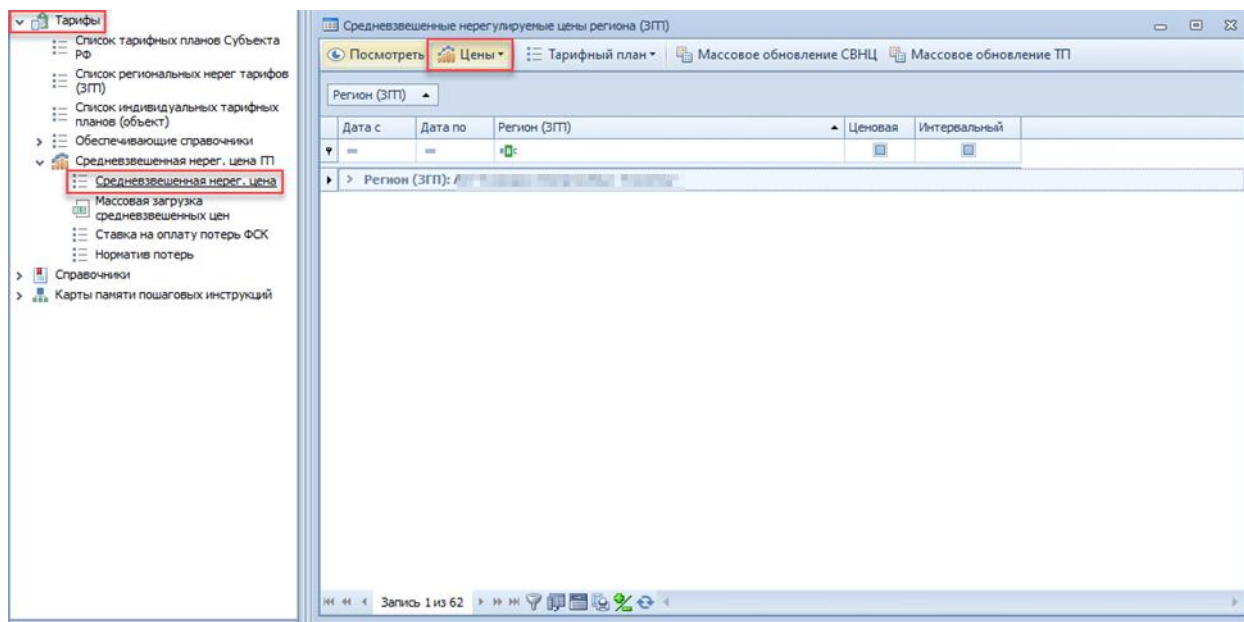 Тарифы
Список тарифных планов Субъекта
РФ
Список региональных нерег тарифов
(ЗГП)
Список индивидуальных тарифных
планов (объект)
Обеспечивающие справочники
Средневзвешенная нерег. цена ГП
Средневзвешенная нерег. цена
Массовая загрузка
средневзвешенных цен
Ставка на оплату потерь ФСК
Норматив потерь
Справочники
Карты памяти пошаговых инструкций
Средневзвешенные нерегулируемые цены региона (ЗГП)
Посмотреть Цены Тарифный план Массовое обновление СВНЦ Массовое обновление ТП
Регион (ЗГП)
Дата с Дата по Регион (ЗГП) Ценовая Интервальный
Регион (ЗГП):
Запись 1 из 62